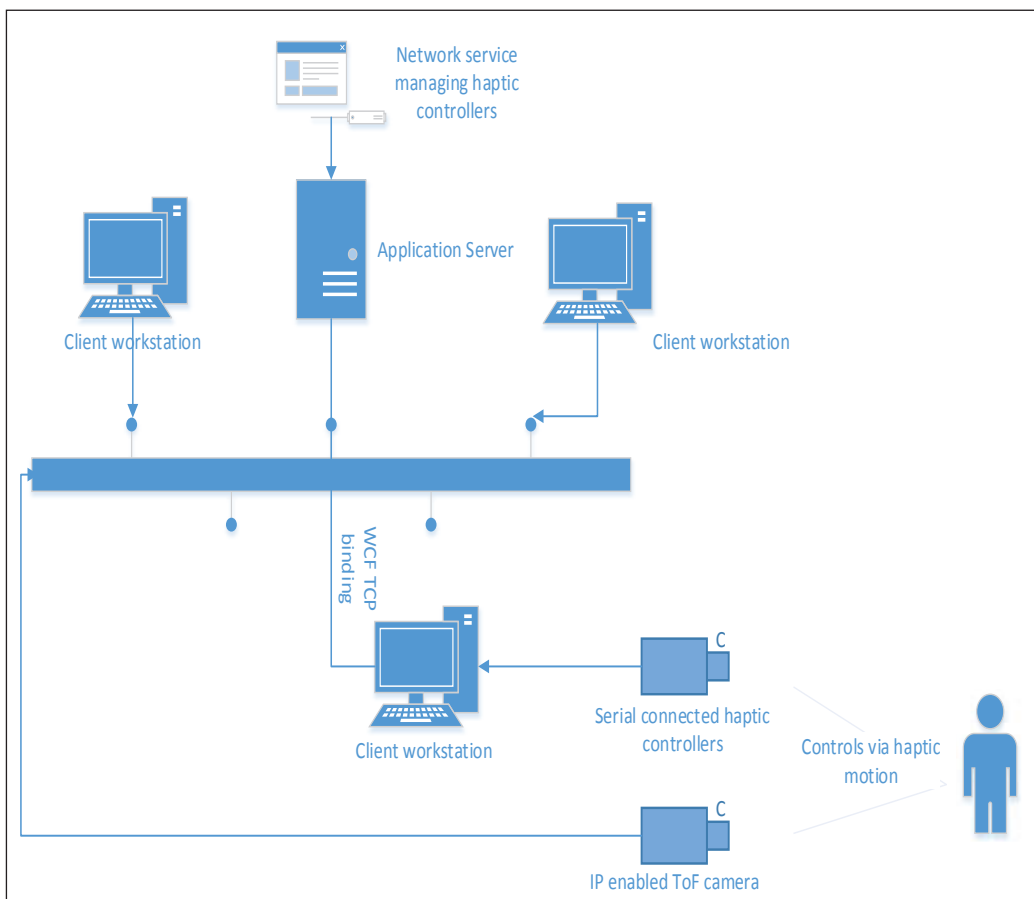 Network service
managing haptic
controllers
Application Server
Client workstation
Client workstation
WCF TCP
binding
C
Serial connected haptic
controllers
Client workstation
Controls via haptic
motion
C
IP enabled ToF camera